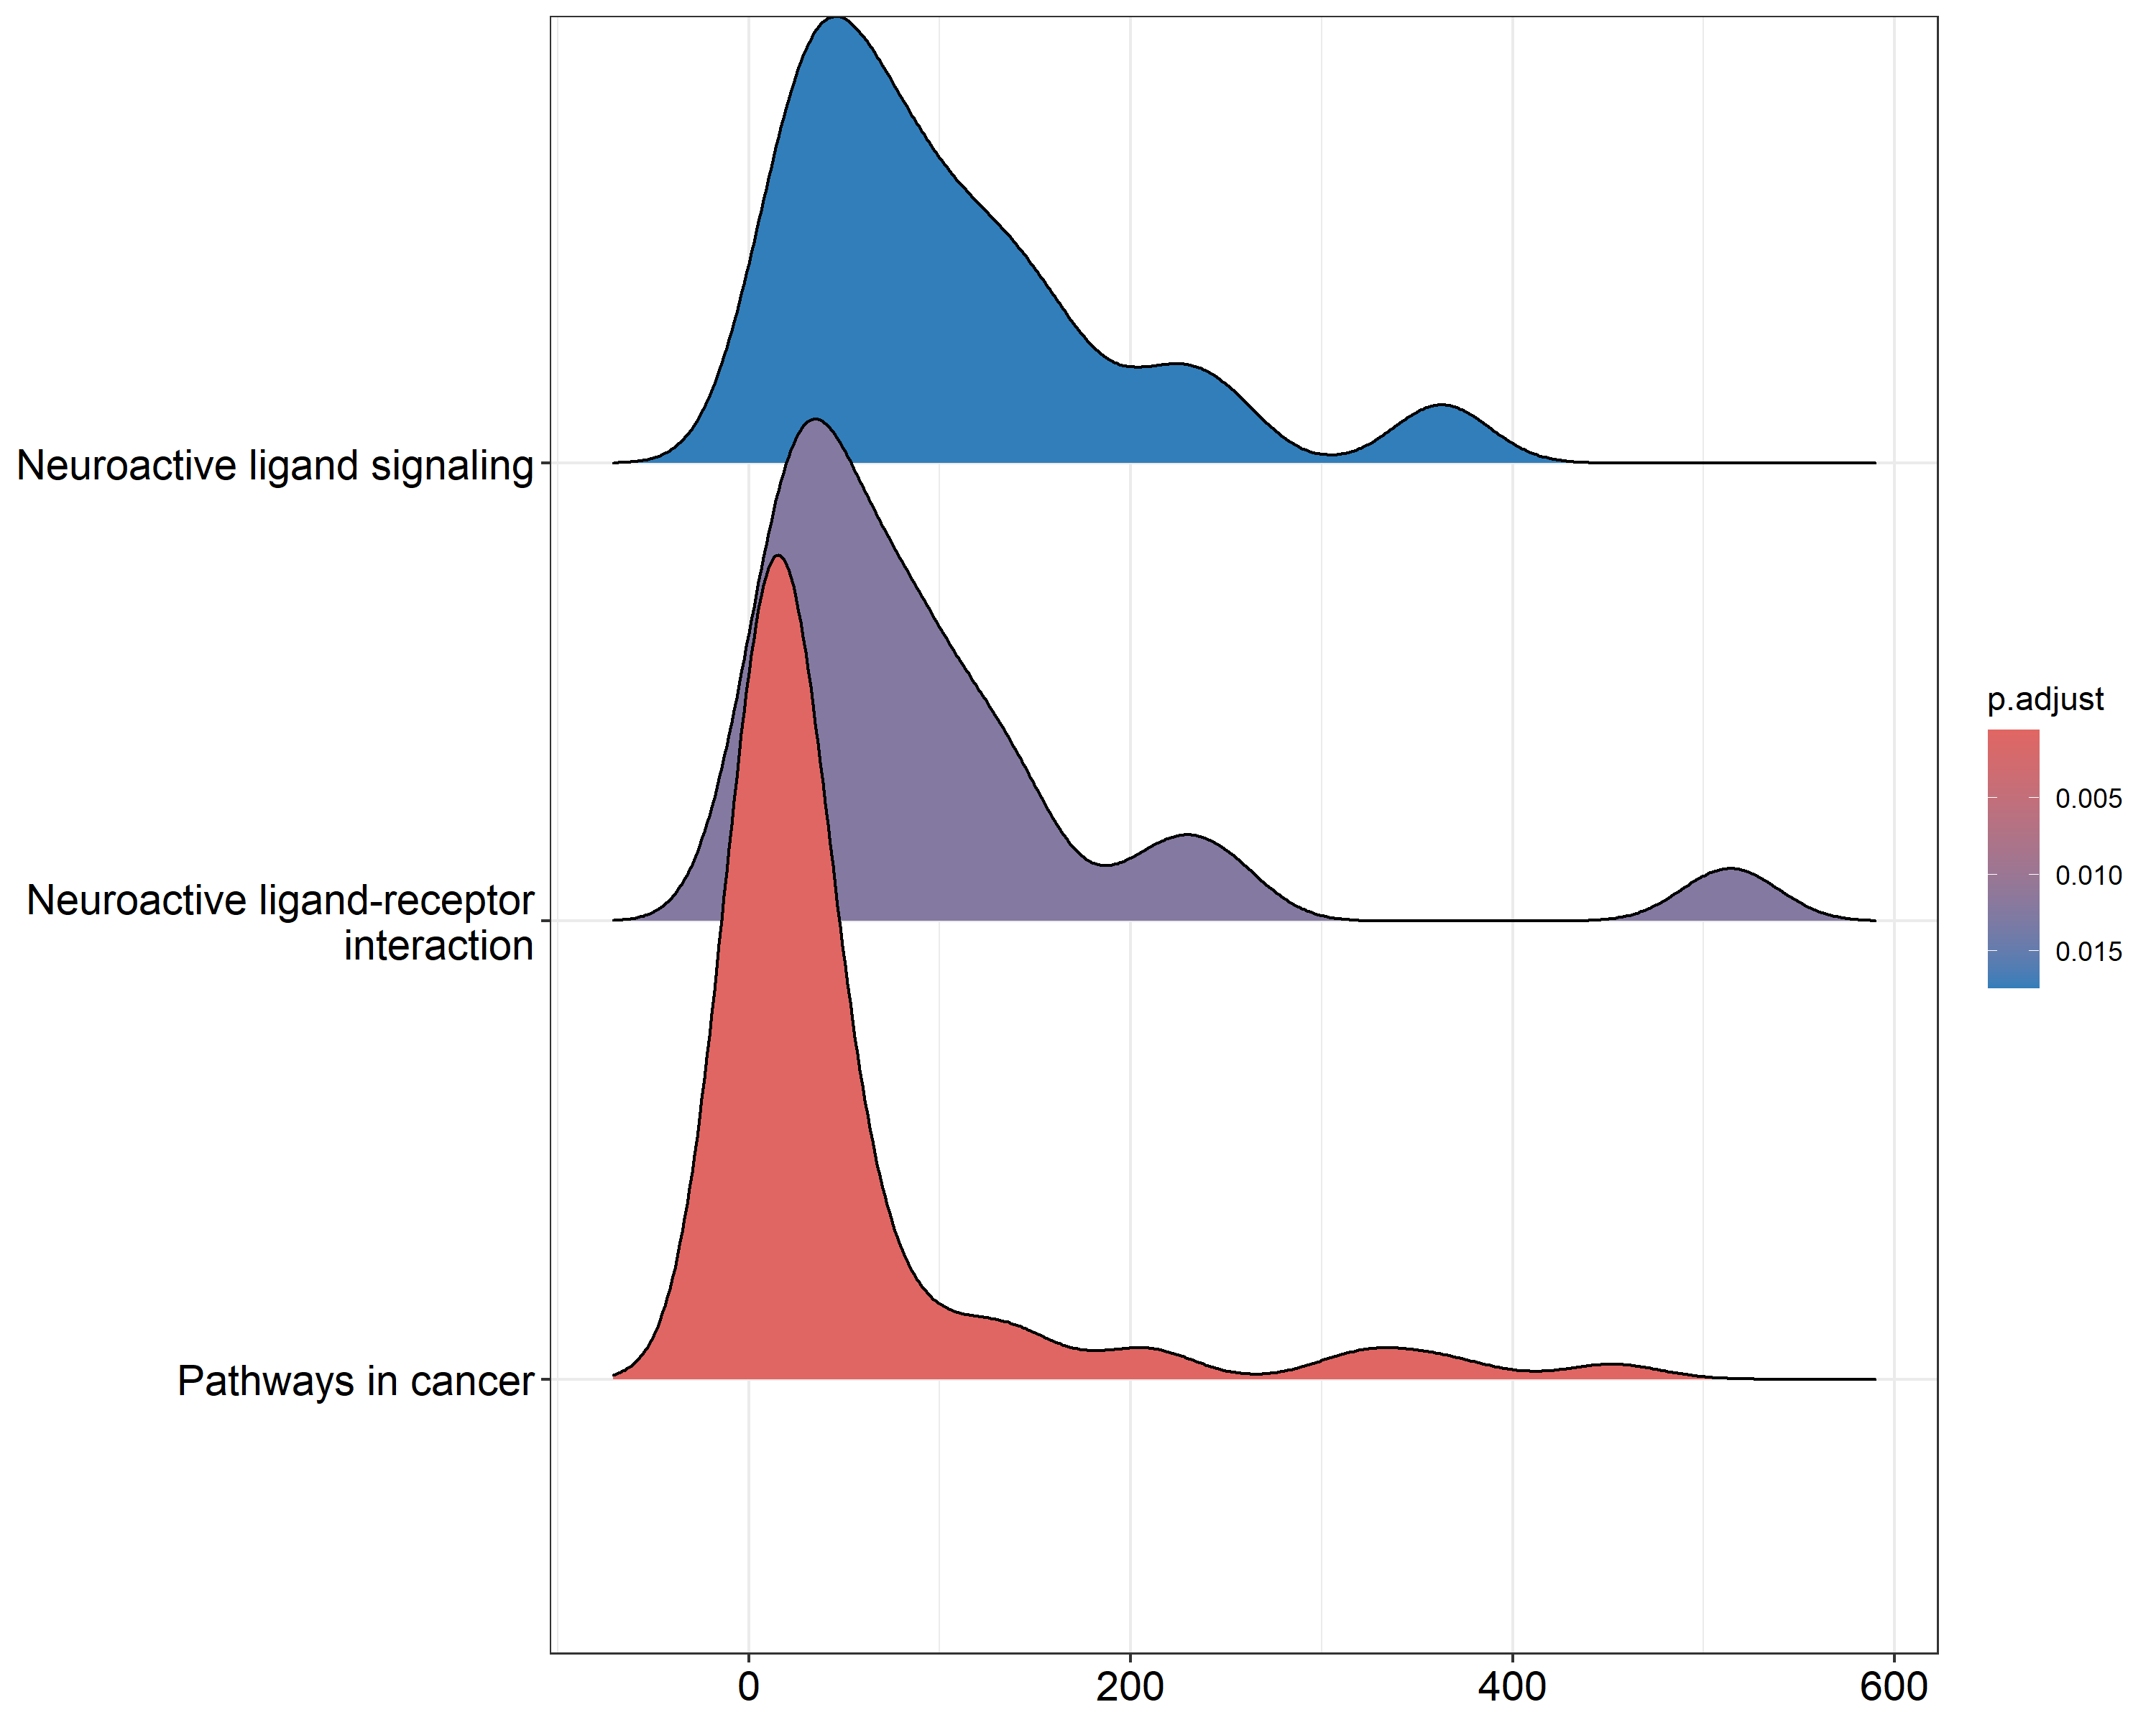 Neuroactive ligand signaling
Neuroactive ligand-receptor
interaction
Pathways in cancer
0
200
400
600
p.adjust
0.005
0.010
0.015